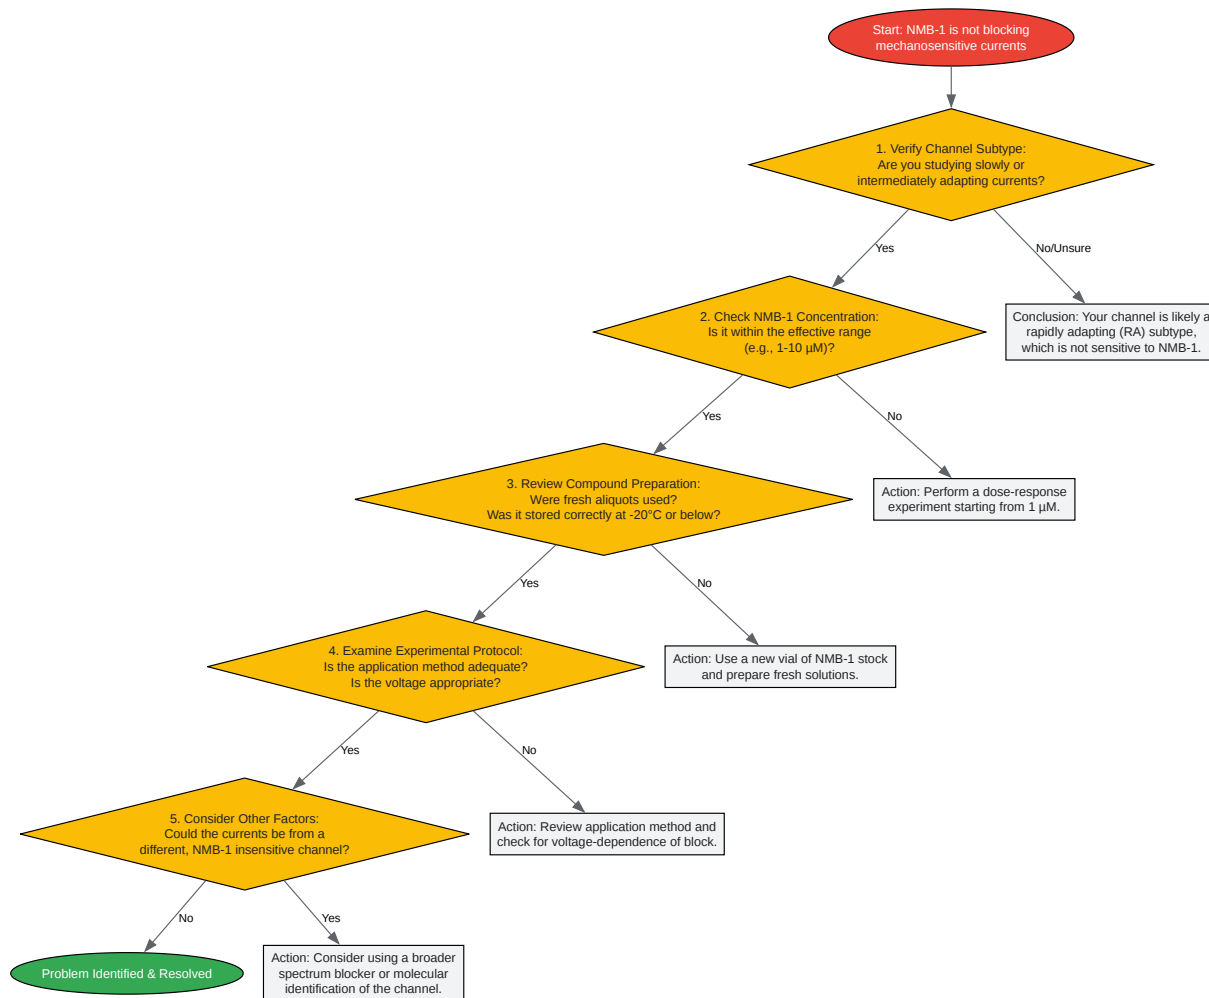 Start: NMB-1 is not blocking
mechanosensitive currents
1. Verify Channel Subtype:
Are you studying slowly or
intermediately adapting currents?
Yes
No/Unsure
2. Check NMB-1 Concentration:
Is it within the effective range
(e.g., 1-10 µM)?
Conclusion: Your channel is likely a
rapidly adapting (RA) subtype,
which is not sensitive to NMB-1.
Yes
No
3. Review Compound Preparation:
Were fresh aliquots used?
Was it stored correctly at -20°C or below?
Action: Perform a dose-response
experiment starting from 1 µM.
Yes
No
4. Examine Experimental Protocol:
Is the application method adequate?
Is the voltage appropriate?
Action: Use a new vial of NMB-1 stock
and prepare fresh solutions.
Yes
No
5. Consider Other Factors:
Could the currents be from a
different, NMB-1 insensitive channel?
Action: Review application method and
check for voltage-dependence of block.
No
Yes
Problem Identified & Resolved
Action: Consider using a broader
spectrum blocker or molecular
identification of the channel.